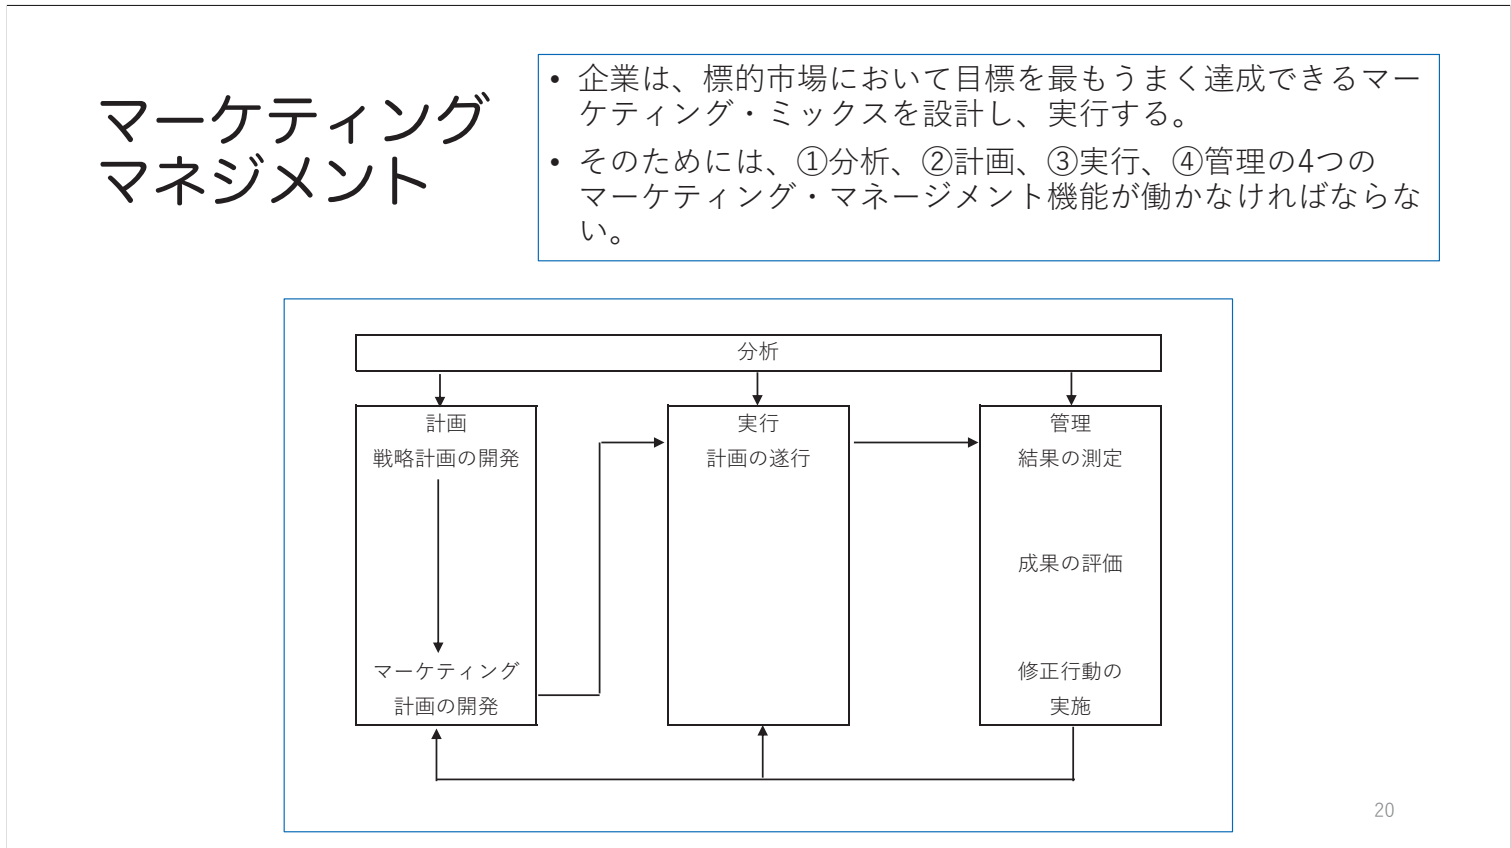 マーケティング
マネジメント
• 企業は、標的市場において目標を最もうまく達成できるマー
ケティング・ミックスを設計し、実行する。
• そのためには、①分析、②計画、③実行、④管理の4つの
マーケティング・マネージメント機能が働かなければならな
い。
分析
計画
戦略計画の開発
マーケティング
計画の開発
実行
計画の遂行
管理
結果の測定
成果の評価
修正行動の
実施
20